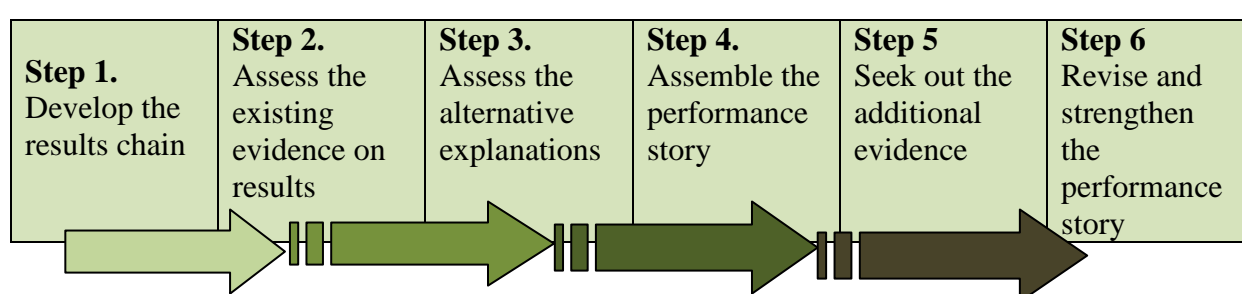 Step 1.
Develop the
results chain
Step 2.
Assess the
existing
evidence on
results
Step 3.
Assess the
alternative
explanations
Step 4.
Assemble the
performance
story
Step 5
Seek out the
additional
evidence
Step 6
Revise and
strengthen
the
performance
story